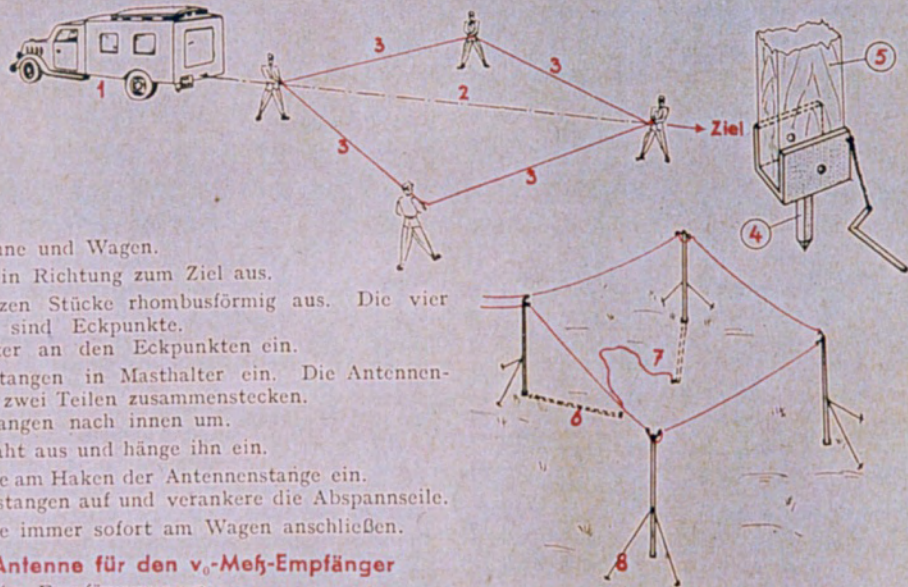 1
3
3
2
3
3
Ziel
5
4
nne und Wagen.
in Richtung zum Ziel aus.
zen Stücke rhombusförmig aus. Die vier
sind Eckpunkte.
ter an den Eckpunkten ein.
tangen in Masthalter ein. Die Antennen-
zwei Teilen zusammenstecken.
angen nach innen um.
aht aus und hänge ihn ein.
e am Haken der Antennenstange ein.
stangen auf und verankere die Abspannseile.
e immer sofort am Wagen anschließen.
7
6
8
Antenne für den v₀-Meß-Empfänger